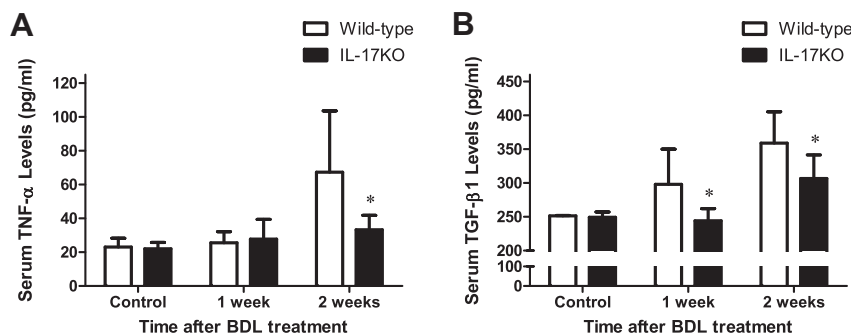 A
Wild-type
IL-17KO
Serum TNF-α Levels (pg/ml)
120
100
80
60
40
20
0
*
Control
1 week
2 weeks
Time after BDL treatment
B
Wild-type
IL-17KO
Serum TGF-β1 Levels (pg/ml)
450
400
350
300
250
200
100
0
*
*
Control
1 week
2 weeks
Time after BDL treatment